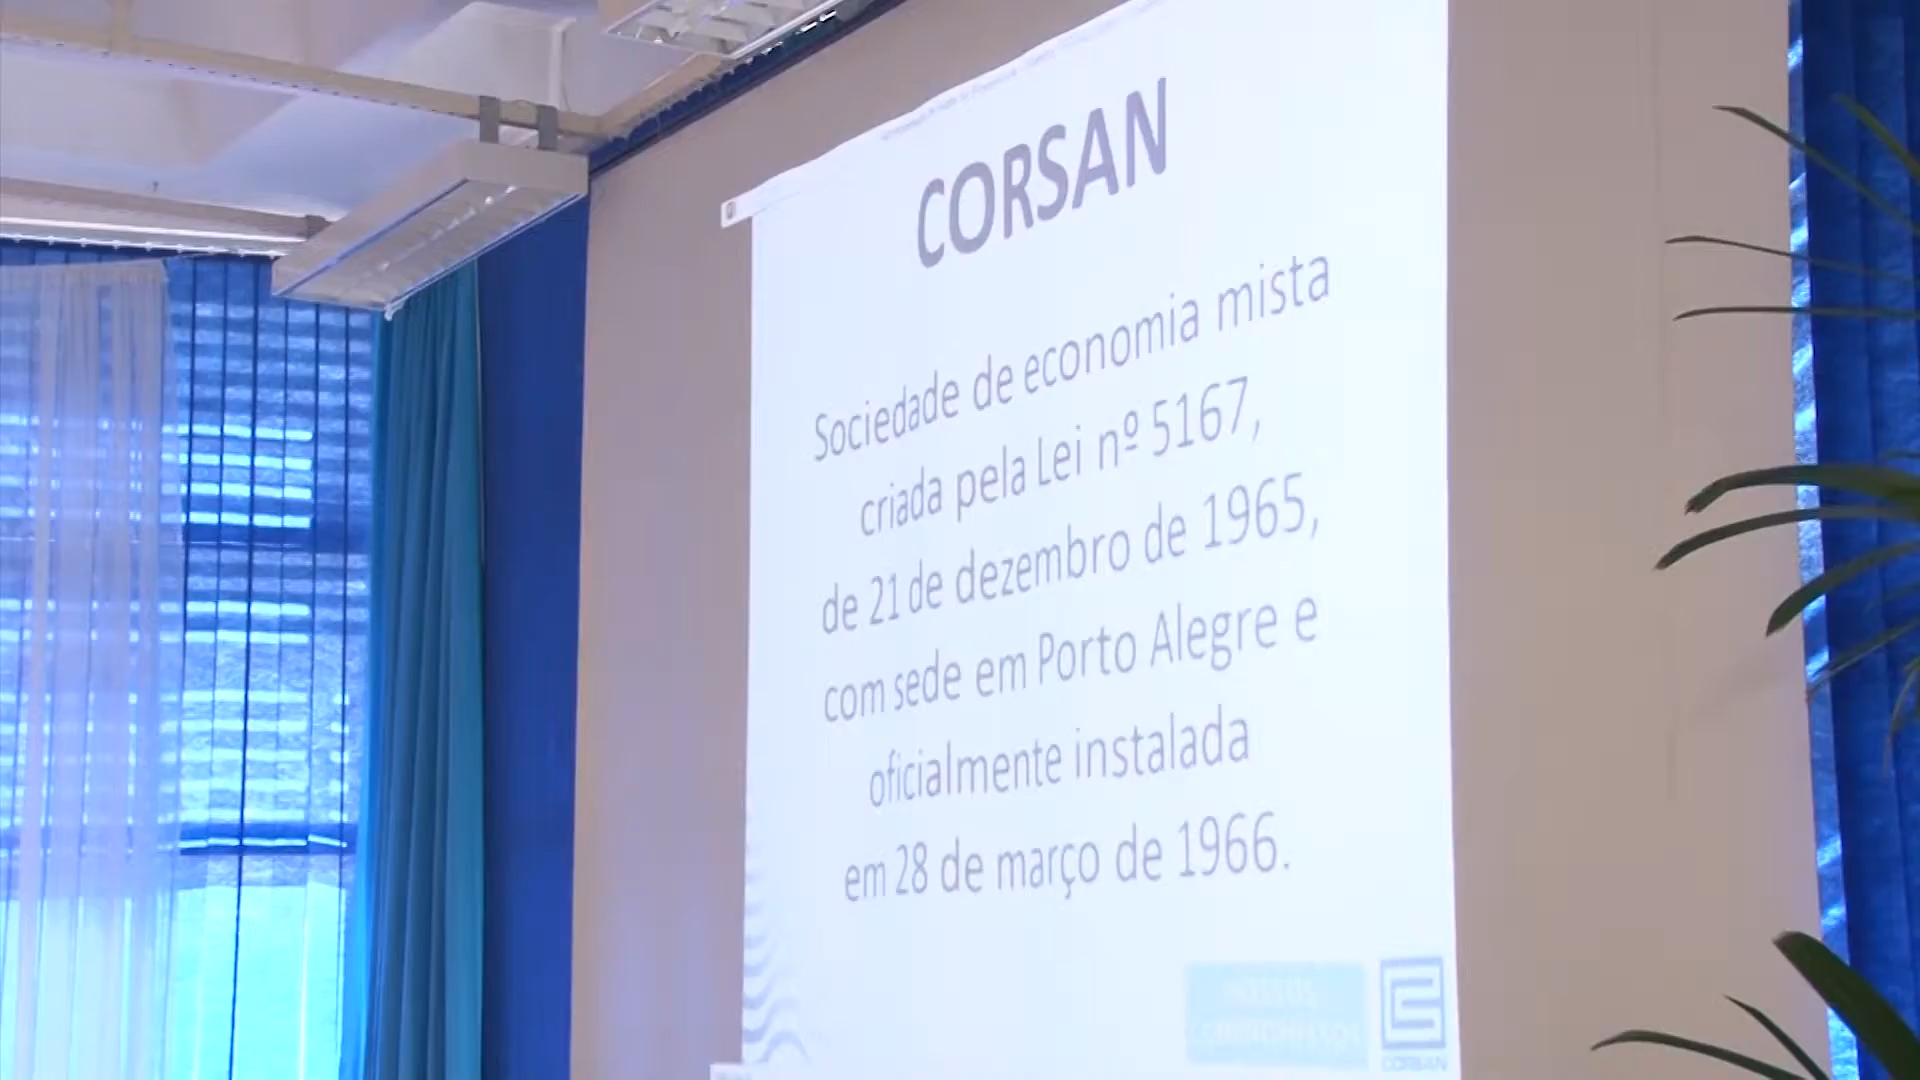 CORSAN
Sociedade de economia mista
criada pela Lei nº 5167,
de 21 de dezembro de 1965,
com sede em Porto Alegre e
oficialmente instalada
em 28 de março de 1966.
CORSAN